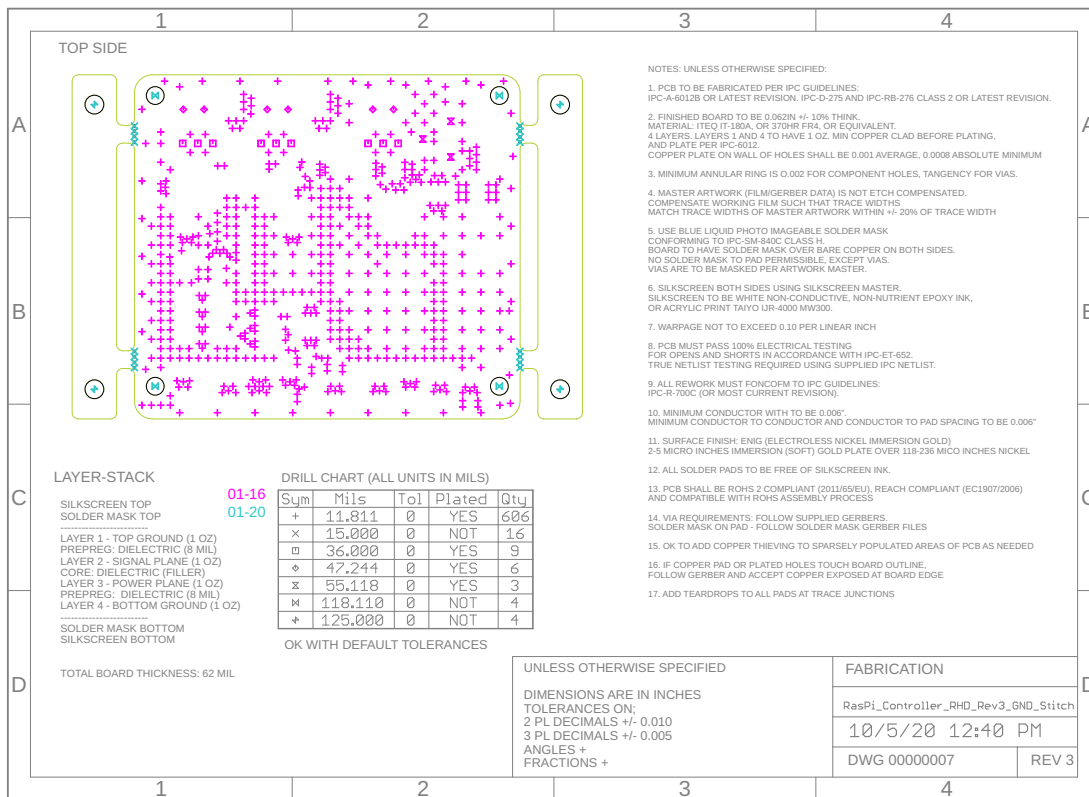 1 2 3 4
TOP SIDE
A
B
C
D
NOTES: UNLESS OTHERWISE SPECIFIED:
1. PCB TO BE FABRICATED PER IPC GUIDELINES:
IPC-A-6012B OR LATEST REVISION. IPC-D-275 AND IPC-RB-276 CLASS 2 OR LATEST REVISION.
2. FINISHED BOARD TO BE 0.062IN +/- 10% THINK.
MATERIAL: ITEQ IT-180A, OR 370HR FR4, OR EQUIVALENT.
4 LAYERS. LAYERS 1 AND 4 TO HAVE 1 OZ. MIN COPPER CLAD BEFORE PLATING,
AND PLATE PER IPC-6012.
COPPER PLATE ON WALL OF HOLES SHALL BE 0.001 AVERAGE, 0.0008 ABSOLUTE MINIMUM
3. MINIMUM ANNULAR RING IS O.002 FOR COMPONENT HOLES, TANGENCY FOR VIAS.
4. MASTER ARTWORK (FILM/GERBER DATA) IS NOT ETCH COMPENSATED.
COMPENSATE WORKING FILM SUCH THAT TRACE WIDTHS
MATCH TRACE WIDTHS OF MASTER ARTWORK WITHIN +/- 20% OF TRACE WIDTH
5. USE BLUE LIQUID PHOTO IMAGEABLE SOLDER MASK
CONFORMING TO IPC-SM-840C CLASS H.
BOARD TO HAVE SOLDER MASK OVER BARE COPPER ON BOTH SIDES.
NO SOLDER MASK TO PAD PERMISSIBLE, EXCEPT VIAS.
VIAS ARE TO BE MASKED PER ARTWORK MASTER.
6. SILKSCREEN BOTH SIDES USING SILKSCREEN MASTER.
SILKSCREEN TO BE WHITE NON-CONDUCTIVE, NON-NUTRIENT EPOXY INK,
OR ACRYLIC PRINT TAIYO IJR-4000 MW300.
7. WARPAGE NOT TO EXCEED 0.10 PER LINEAR INCH
8. PCB MUST PASS 100% ELECTRICAL TESTING
FOR OPENS AND SHORTS IN ACCORDANCE WITH IPC-ET-652.
TRUE NETLIST TESTING REQUIRED USING SUPPLIED IPC NETLIST.
9. ALL REWORK MUST FONCOFM TO IPC GUIDELINES:
IPC-R-700C (OR MOST CURRENT REVISION).
10. MINIMUM CONDUCTOR WITH TO BE 0.006".
MINIMUM CONDUCTOR TO CONDUCTOR AND CONDUCTOR TO PAD SPACING TO BE 0.006"
11. SURFACE FINISH: ENIG (ELECTROLESS NICKEL IMMERSION GOLD)
2-5 MICRO INCHES IMMERSION (SOFT) GOLD PLATE OVER 118-236 MICO INCHES NICKEL
12. ALL SOLDER PADS TO BE FREE OF SILKSCREEN INK.
13. PCB SHALL BE ROHS 2 COMPLIANT (2011/65/EU), REACH COMPLIANT (EC1907/2006)
AND COMPATIBLE WITH ROHS ASSEMBLY PROCESS
14. VIA REQUIREMENTS: FOLLOW SUPPLIED GERBERS.
SOLDER MASK ON PAD - FOLLOW SOLDER MASK GERBER FILES
15. OK TO ADD COPPER THIEVING TO SPARSELY POPULATED AREAS OF PCB AS NEEDED
16. IF COPPER PAD OR PLATED HOLES TOUCH BOARD OUTLINE,
FOLLOW GERBER AND ACCEPT COPPER EXPOSED AT BOARD EDGE
17. ADD TEARDROPS TO ALL PADS AT TRACE JUNCTIONS
LAYER-STACK
SILKSCREEN TOP
SOLDER MASK TOP
------------------------
LAYER 1 - TOP GROUND (1 OZ)
PREPREG: DIELECTRIC (8 MIL)
LAYER 2 - SIGNAL PLANE (1 OZ)
CORE: DIELECTRIC (FILLER)
LAYER 3 - POWER PLANE (1 OZ)
PREPREG: DIELECTRIC (8 MIL)
LAYER 4 - BOTTOM GROUND (1 OZ)
------------------------
SOLDER MASK BOTTOM
SILKSCREEN BOTTOM
TOTAL BOARD THICKNESS: 62 MIL
01-16
01-20
DRILL CHART (ALL UNITS IN MILS)
Sym Mils Tol Plated Qty
+ 11.811 0 YES 606
× 15.000 0 NOT 16
36.000 0 YES 9
47.244 0 YES 6
55.118 0 YES 3
118.110 0 NOT 4
125.000 0 NOT 4
OK WITH DEFAULT TOLERANCES
UNLESS OTHERWISE SPECIFIED
DIMENSIONS ARE IN INCHES
TOLERANCES ON;
2 PL DECIMALS +/- 0.010
3 PL DECIMALS +/- 0.005
ANGLES +
FRACTIONS +
FABRICATION
RasPi_Controller_RHD_Rev3_GND_Stitch
10/5/20 12:40 PM
DWG 00000007 REV 3
A
B
C
D
1 2 3 4